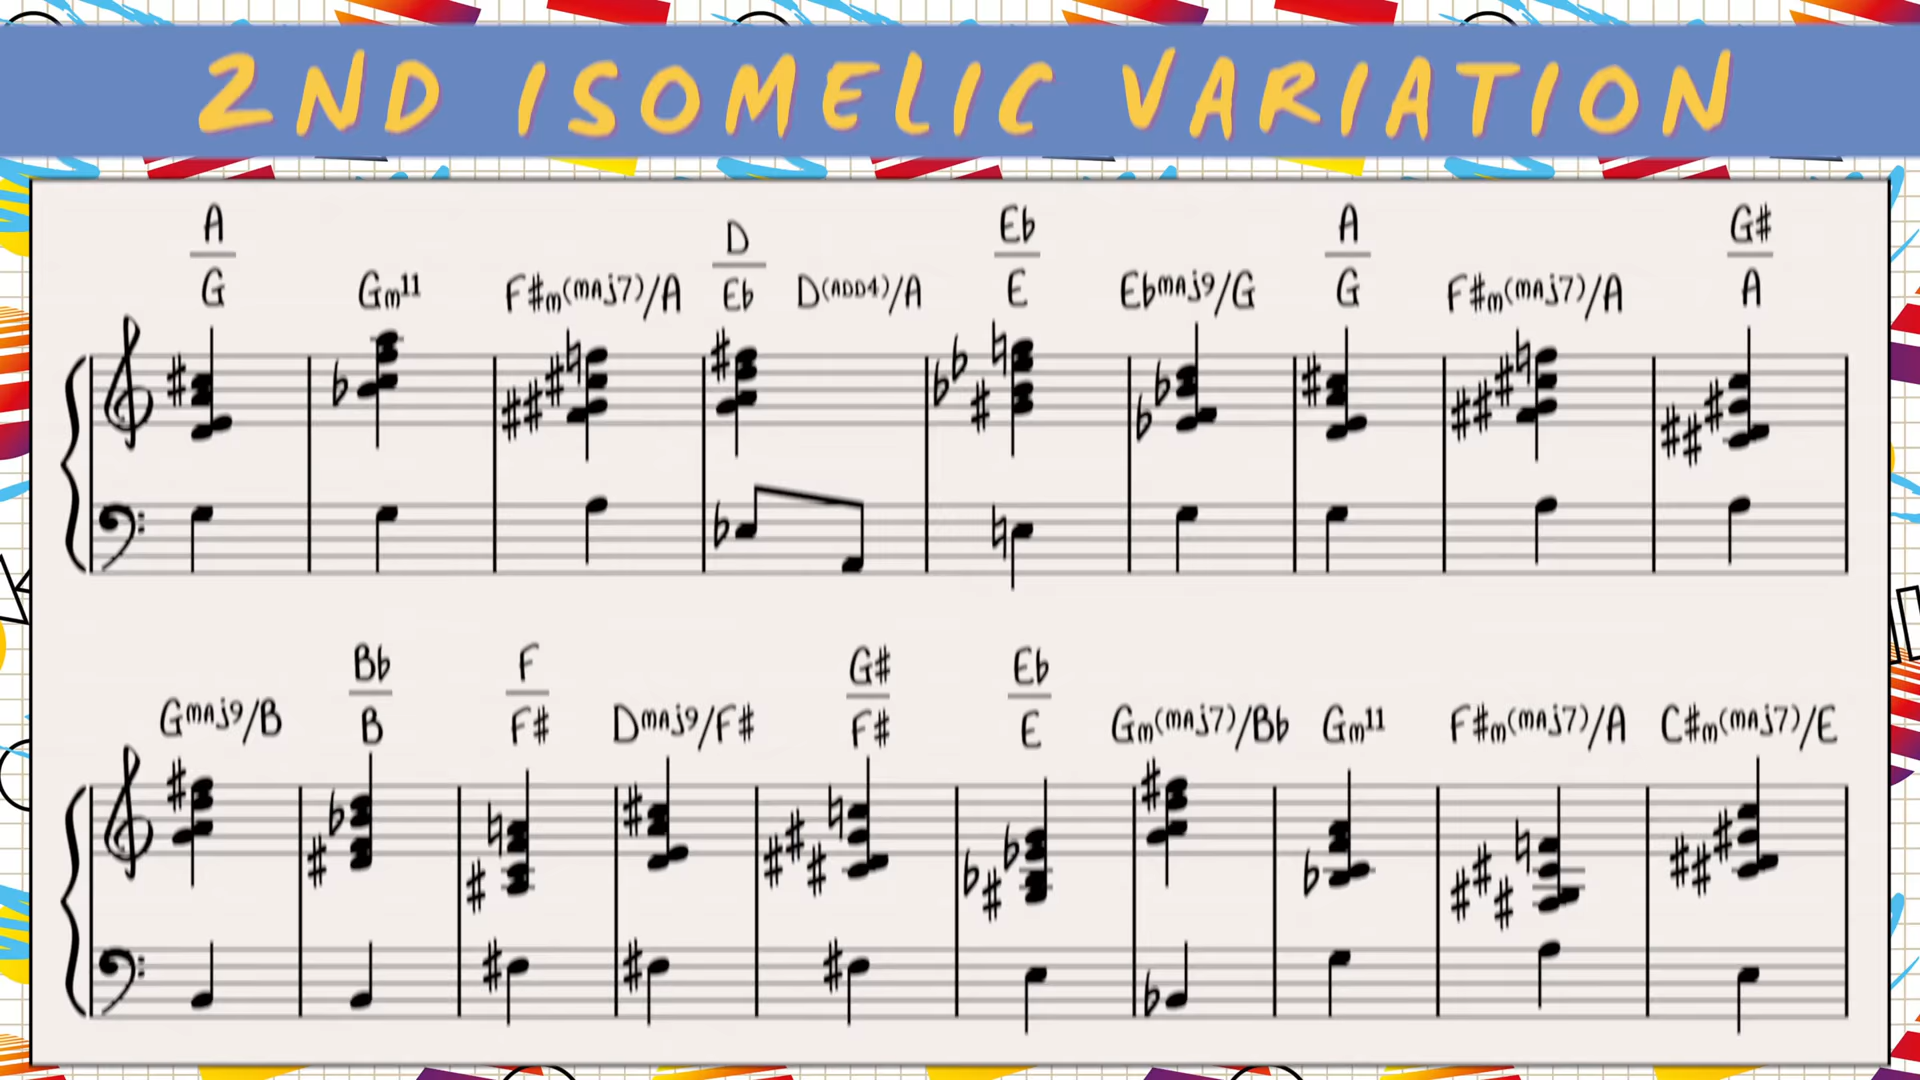 2ND ISOMELIC VARIATION
A/G Gm11 F#m(maj7)/A D/Eb D(ADD4)/A Eb/E Ebmaj9/G A/G F#m(maj7)/A G#/A
Gmaj9/B Bb/B F/F# Dmaj9/F# G#/F# Eb/E Gm(maj7)/Bb Gm11 F#m(maj7)/A C#m(maj7)/E